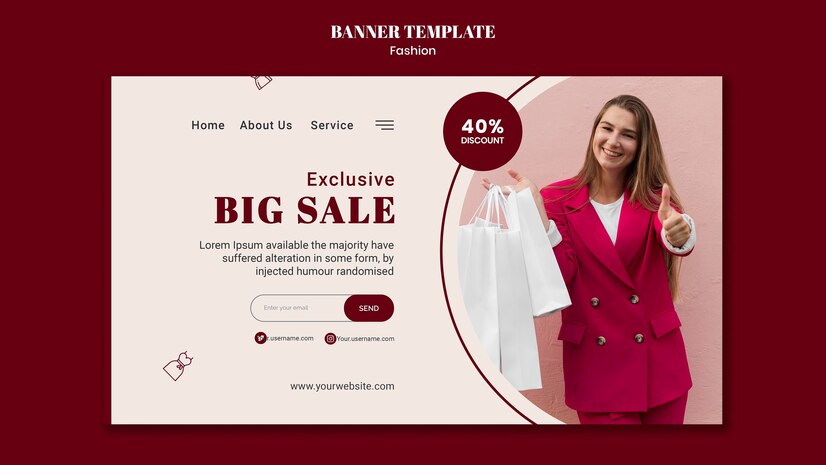 BANNER TEMPLATE
Fashion
Home About Us Service
40%
DISCOUNT
Exclusive
BIG SALE
Lorem Ipsum available the majority have
suffered alteration in some form, by
injected humour randomised
Enter your email SEND
r.username.com Your.username.com
www.yourwebsite.com